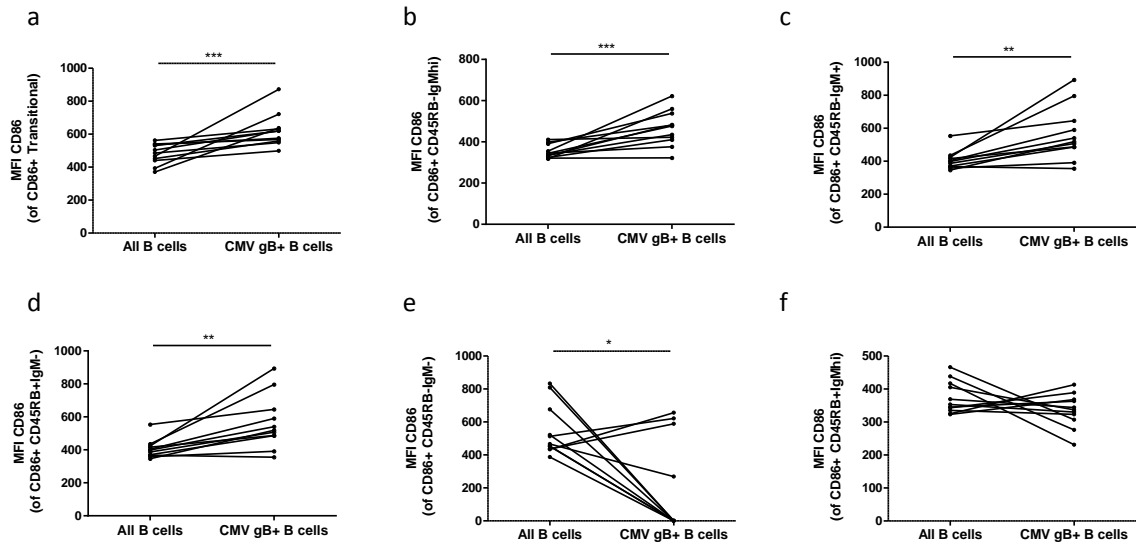 a
***
1000
800
600
400
200
0
MFI CD86
(of CD86+ Transitional)
All B cells
CMV gB+ B cells
b
***
800
600
400
200
0
MFI CD86
(of CD86+ CD45RB-IgMhi)
All B cells
CMV gB+ B cells
c
**
1000
800
600
400
200
0
MFI CD86
(of CD86+ CD45RB-IgM+)
All B cells
CMV gB+ B cells
d
**
1000
800
600
400
200
0
MFI CD86
(of CD86+ CD45RB+IgM-)
All B cells
CMV gB+ B cells
e
*
1000
800
600
400
200
0
MFI CD86
(of CD86+ CD45RB-IgM-)
All B cells
CMV gB+ B cells
f
500
400
300
200
100
0
MFI CD86
(of CD86+ CD45RB+IgMhi)
All B cells
CMV gB+ B cells